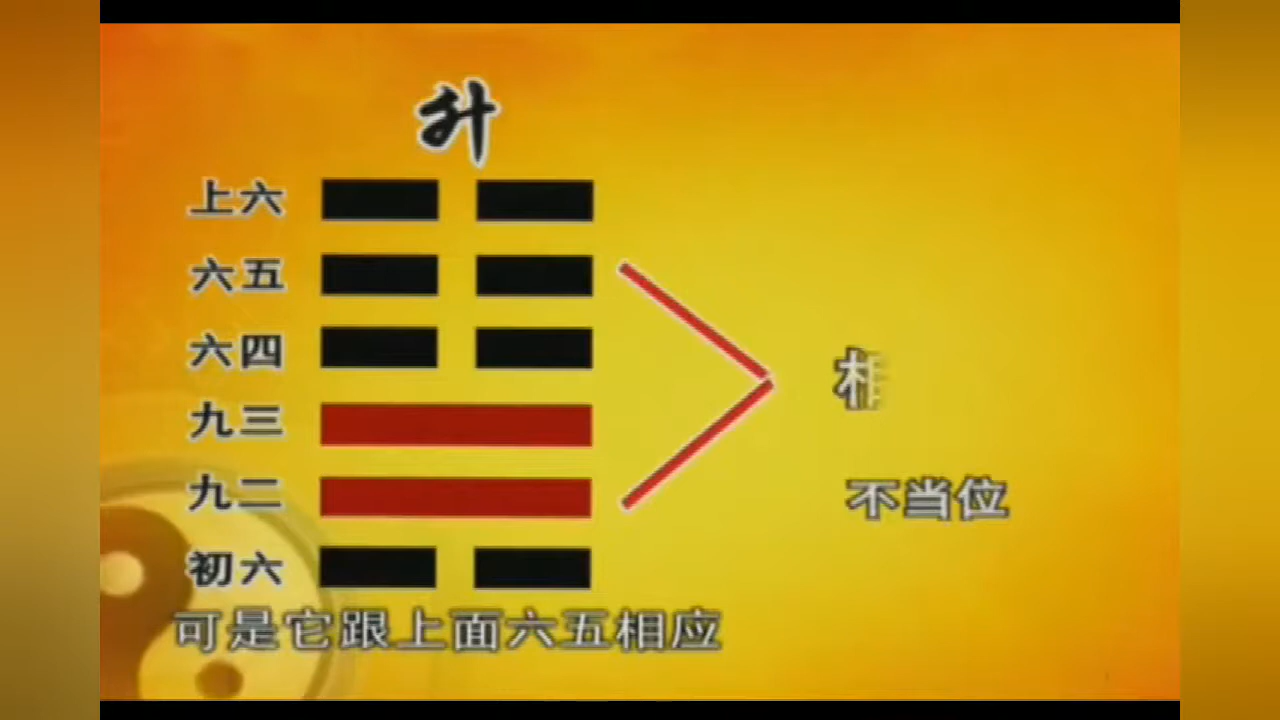 升
上六
六五
六四
九三
九二
初六
相
不当位
可是它跟上面六五相应